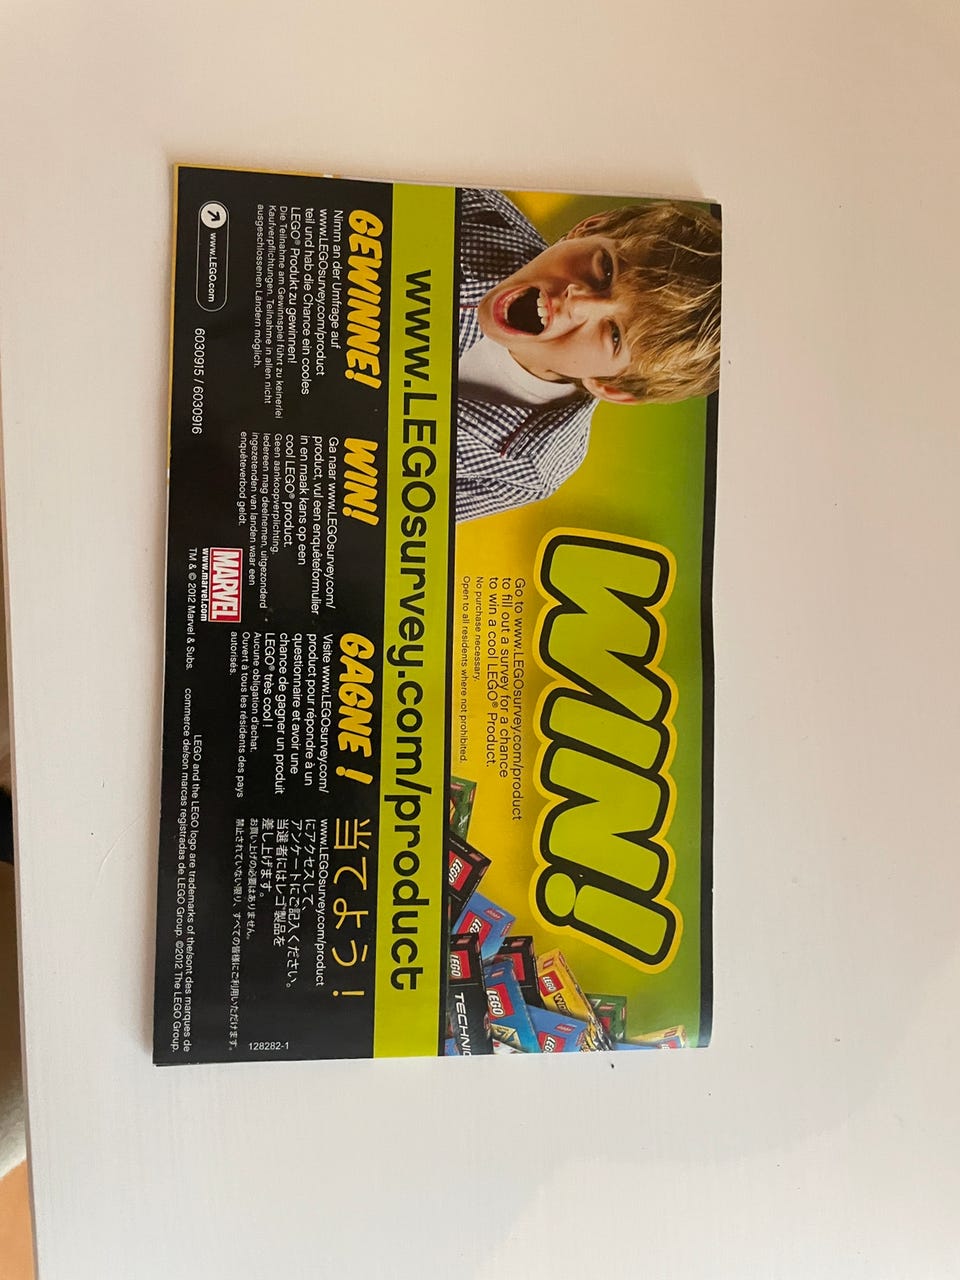 WIN!
Go to www.LEGOsurvey.com/product
to fill out a survey for a chance
to win a cool LEGO® Product.
No purchase necessary.
Open to all residents where not prohibited.
LEGO
LEGO
LEGO
LEGO
TECHNIC
www.LEGOsurvey.com/product
GEWINNE!
Nimm an der Umfrage auf
www.LEGOsurvey.com/product
teil und hab die Chance ein cooles
LEGO® Produkt zu gewinnen!
Die Teilnahme am Gewinnspiel führt zu keinerlei
Kaufverpflichtungen. Teilnahme in allen nicht
ausgeschlossenen Ländern möglich.
WIN!
Ga naar www.LEGOsurvey.com/
product, vul een enquêteformulier
in en maak kans op een
cool LEGO® product.
Geen aankoopverplichting.
Iedereen mag deelnemen, uitgezonderd
ingezetenen van landen waar een
enquêteverbod geldt.
GAGNE !
Visite www.LEGOsurvey.com/
product pour répondre à un
questionnaire et avoir une
chance de gagner un produit
LEGO® très cool !
Aucune obligation d'achat.
Ouvert à tous les résidents des pays
autorisés.
当てよう！
www.LEGOsurvey.com/product
にアクセスして、
アンケートにご記入ください。
当選者にはレゴ®製品を
差し上げます。
お買い上げの必要はありません。
禁止されていない限り、すべての皆様にご利用いただけます。
128282-1
www.LEGO.com
6030915 / 6030916
MARVEL
www.marvel.com
TM & © 2012 Marvel & Subs.
LEGO and the LEGO logo are trademarks of the/sont des marques de
commerce de/son marcas registradas de LEGO Group. ©2012 The LEGO Group.